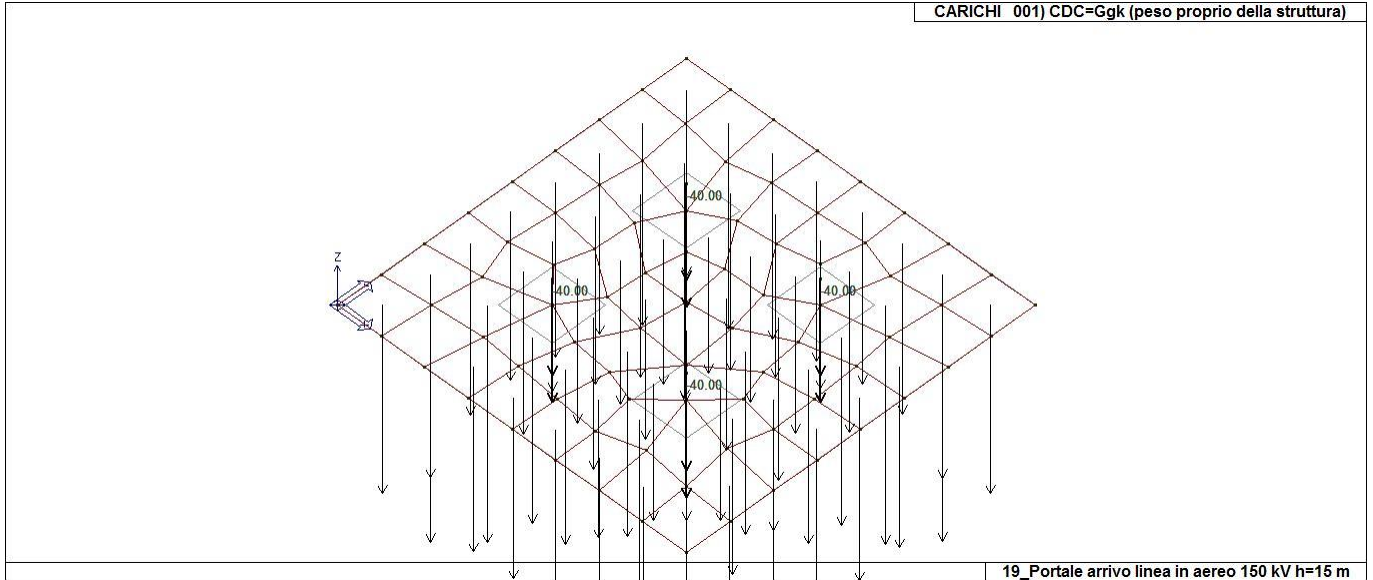 CARICHI 001) CDC=Ggk (peso proprio della struttura)
40.00
Z
40.00
40.00
40.00
19_Portale arrivo linea in aereo 150 kV h=15 m